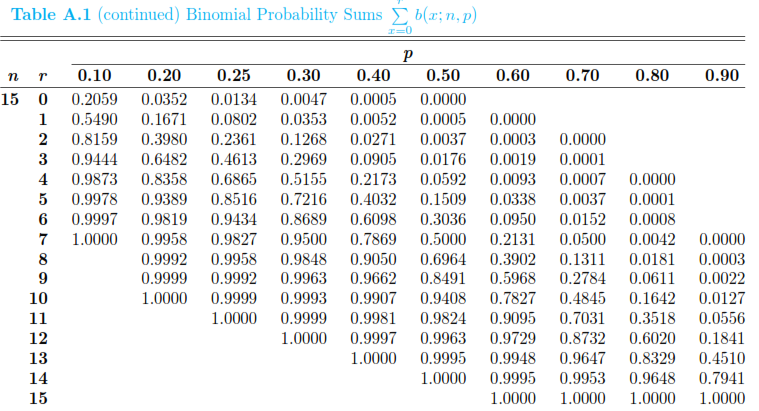 Table A.1 (continued) Binomial Probability Sums $\sum_{x=0}^{r} b(x; n, p)$
p
n r 0.10 0.20 0.25 0.30 0.40 0.50 0.60 0.70 0.80 0.90
15 0 0.2059 0.0352 0.0134 0.0047 0.0005 0.0000
1 0.5490 0.1671 0.0802 0.0353 0.0052 0.0005 0.0000
2 0.8159 0.3980 0.2361 0.1268 0.0271 0.0037 0.0003 0.0000
3 0.9444 0.6482 0.4613 0.2969 0.0905 0.0176 0.0019 0.0001
4 0.9873 0.8358 0.6865 0.5155 0.2173 0.0592 0.0093 0.0007 0.0000
5 0.9978 0.9389 0.8516 0.7216 0.4032 0.1509 0.0338 0.0037 0.0001
6 0.9997 0.9819 0.9434 0.8689 0.6098 0.3036 0.0950 0.0152 0.0008
7 1.0000 0.9958 0.9827 0.9500 0.7869 0.5000 0.2131 0.0500 0.0042 0.0000
8 0.9992 0.9958 0.9848 0.9050 0.6964 0.3902 0.1311 0.0181 0.0003
9 0.9999 0.9992 0.9963 0.9662 0.8491 0.5968 0.2784 0.0611 0.0022
10 1.0000 0.9999 0.9993 0.9907 0.9408 0.7827 0.4845 0.1642 0.0127
11 1.0000 0.9999 0.9981 0.9824 0.9095 0.7031 0.3518 0.0556
12 1.0000 0.9997 0.9963 0.9729 0.8732 0.6020 0.1841
13 1.0000 0.9995 0.9948 0.9647 0.8329 0.4510
14 1.0000 0.9995 0.9953 0.9648 0.7941
15 1.0000 1.0000 1.0000 1.0000